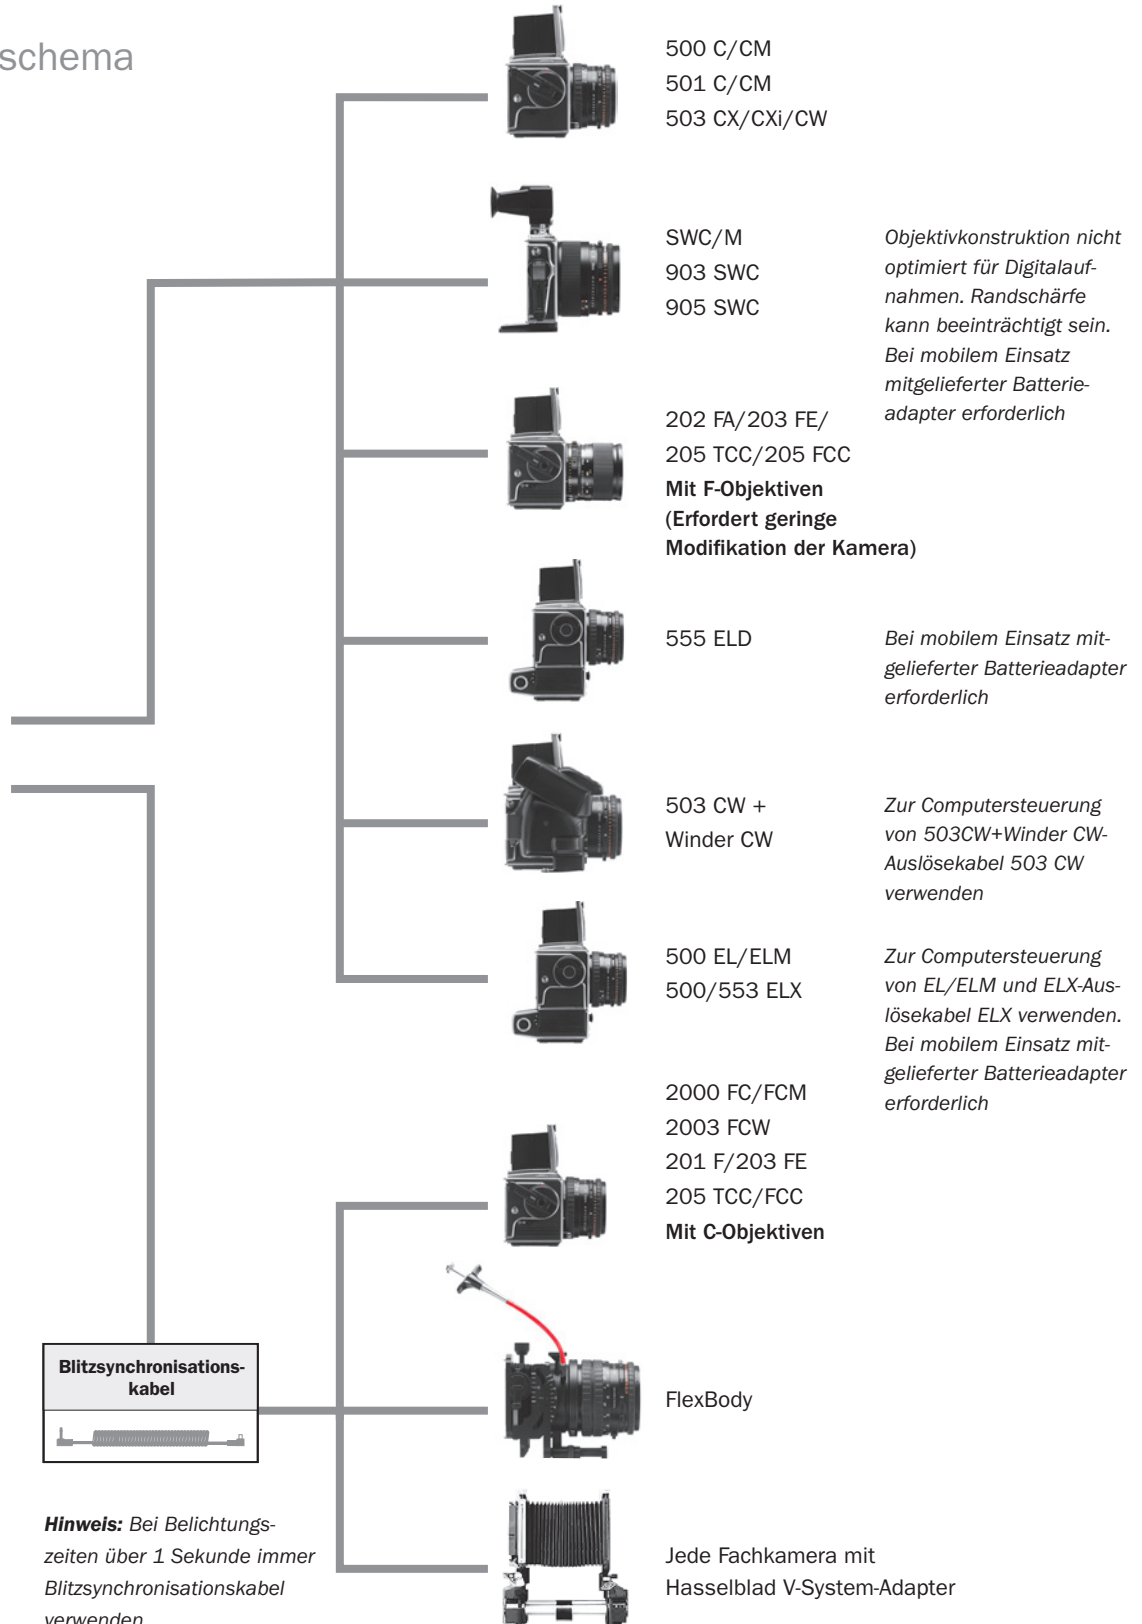 schema
500 C/CM
501 C/CM
503 CX/CXi/CW
SWC/M
903 SWC
905 SWC
Objektivkonstruktion nicht
optimiert für Digitalauf-
nahmen. Randschärfe
kann beeinträchtigt sein.
Bei mobilem Einsatz
mitgelieferter Batterie-
adapter erforderlich
202 FA/203 FE/
205 TCC/205 FCC
Mit F-Objektiven
(Erfordert geringe
Modifikation der Kamera)
555 ELD
Bei mobilem Einsatz mit-
gelieferter Batterieadapter
erforderlich
503 CW +
Winder CW
Zur Computersteuerung
von 503CW+Winder CW-
Auslösekabel 503 CW
verwenden
500 EL/ELM
500/553 ELX
Zur Computersteuerung
von EL/ELM und ELX-Aus-
lösekabel ELX verwenden.
Bei mobilem Einsatz mit-
gelieferter Batterieadapter
erforderlich
2000 FC/FCM
2003 FCW
201 F/203 FE
205 TCC/FCC
Mit C-Objektiven
Blitzsynchronisations-
kabel
FlexBody
Hinweis: Bei Belichtungs-
zeiten über 1 Sekunde immer
Blitzsynchronisationskabel
verwenden
Jede Fachkamera mit
Hasselblad V-System-Adapter